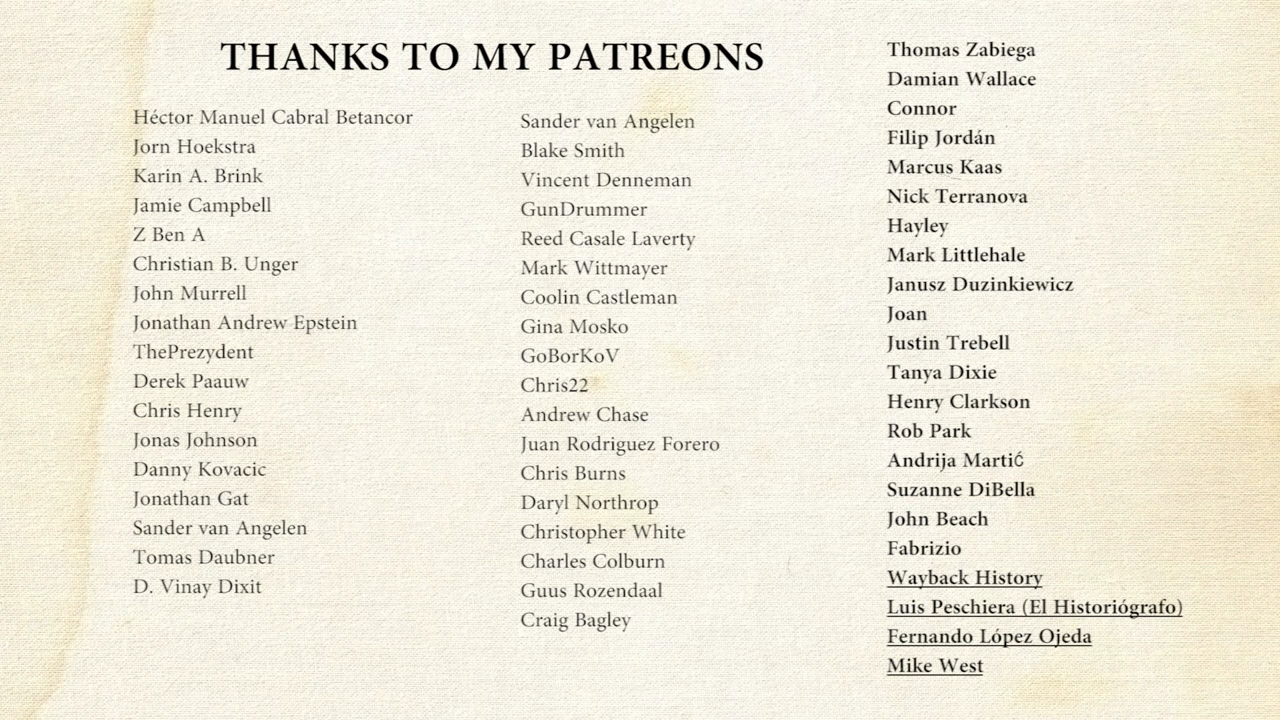 THANKS TO MY PATREONS
Héctor Manuel Cabral Betancor
Jorn Hoekstra
Karin A. Brink
Jamie Campbell
Z Ben A
Christian B. Unger
John Murrell
Jonathan Andrew Epstein
ThePrezydent
Derek Paauw
Chris Henry
Jonas Johnson
Danny Kovacic
Jonathan Gat
Sander van Angelen
Tomas Daubner
D. Vinay Dixit
Sander van Angelen
Blake Smith
Vincent Denneman
GunDrummer
Reed Casale Laverty
Mark Wittmayer
Coolin Castleman
Gina Mosko
GoBorKoV
Chris22
Andrew Chase
Juan Rodriguez Forero
Chris Burns
Daryl Northrop
Christopher White
Charles Colburn
Guus Rozendaal
Craig Bagley
Thomas Zabiega
Damian Wallace
Connor
Filip Jordán
Marcus Kaas
Nick Terranova
Hayley
Mark Littlehale
Janusz Duzinkiewicz
Joan
Justin Trebell
Tanya Dixie
Henry Clarkson
Rob Park
Andrija Martić
Suzanne DiBella
John Beach
Fabrizio
Wayback History
Luis Peschiera (El Historiógrafo)
Fernando López Ojeda
Mike West